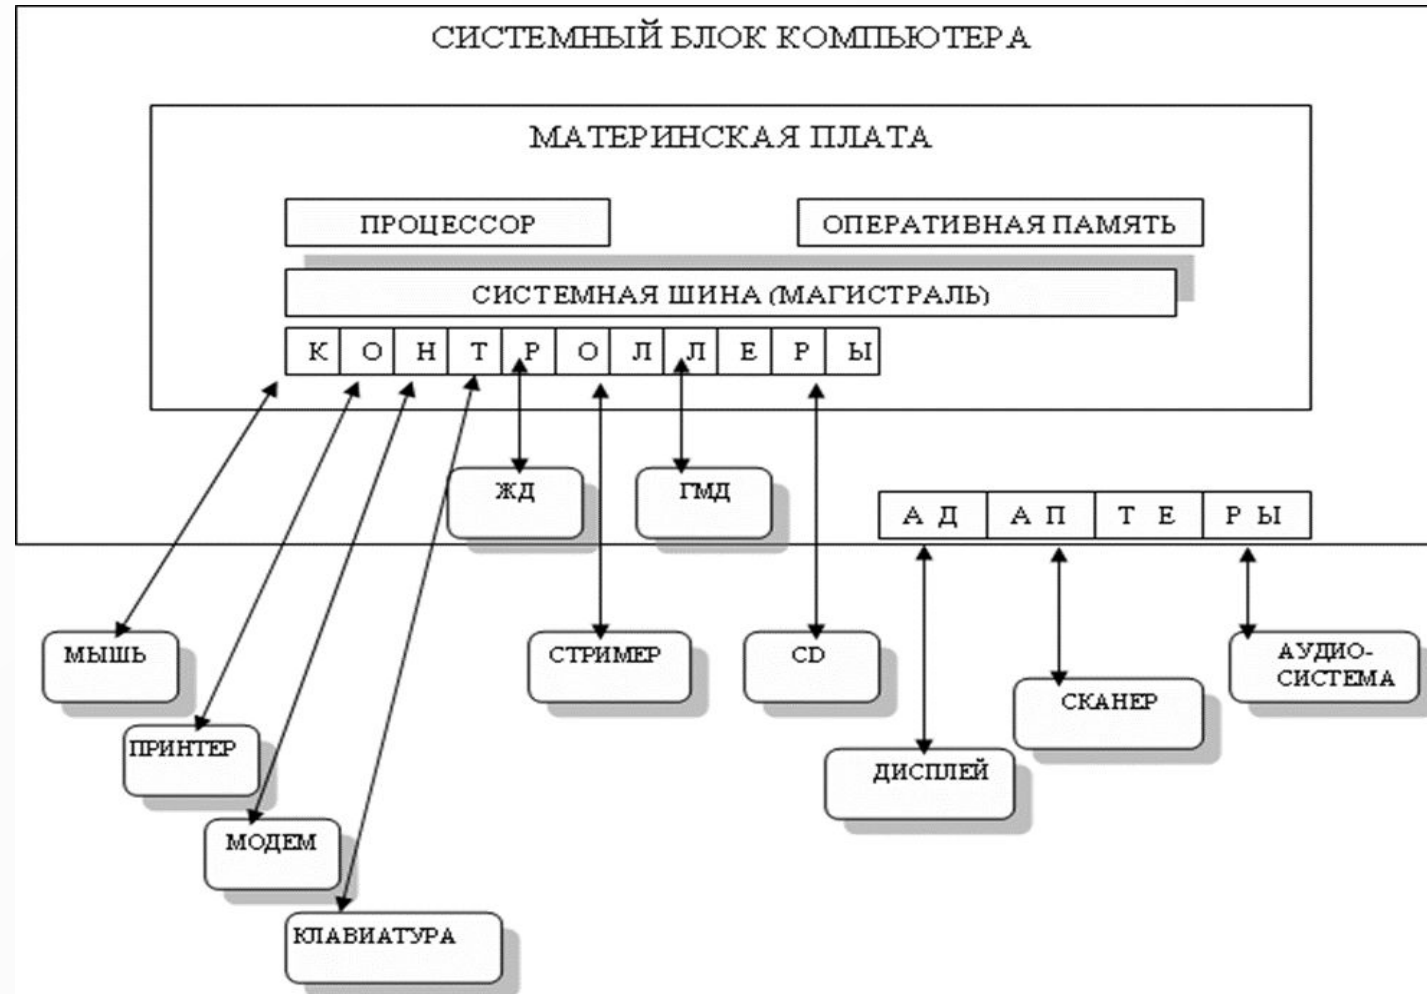 СИСТЕМНЫЙ БЛОК КОМПЬЮТЕРА
МАТЕРИНСКАЯ ПЛАТА
ПРОЦЕССОР
ОПЕРАТИВНАЯ ПАМЯТЬ
СИСТЕМНАЯ ШИНА (МАГИСТРАЛЬ)
К О Н Т Р О Л Л Е Р Ы
ЖД
ГМД
А Д А П Т Е Р Ы
МЫШЬ
СТРИМЕР
CD
АУДИО-
СИСТЕМА
СКАНЕР
ПРИНТЕР
ДИСПЛЕЙ
МОДЕМ
КЛАВИАТУРА